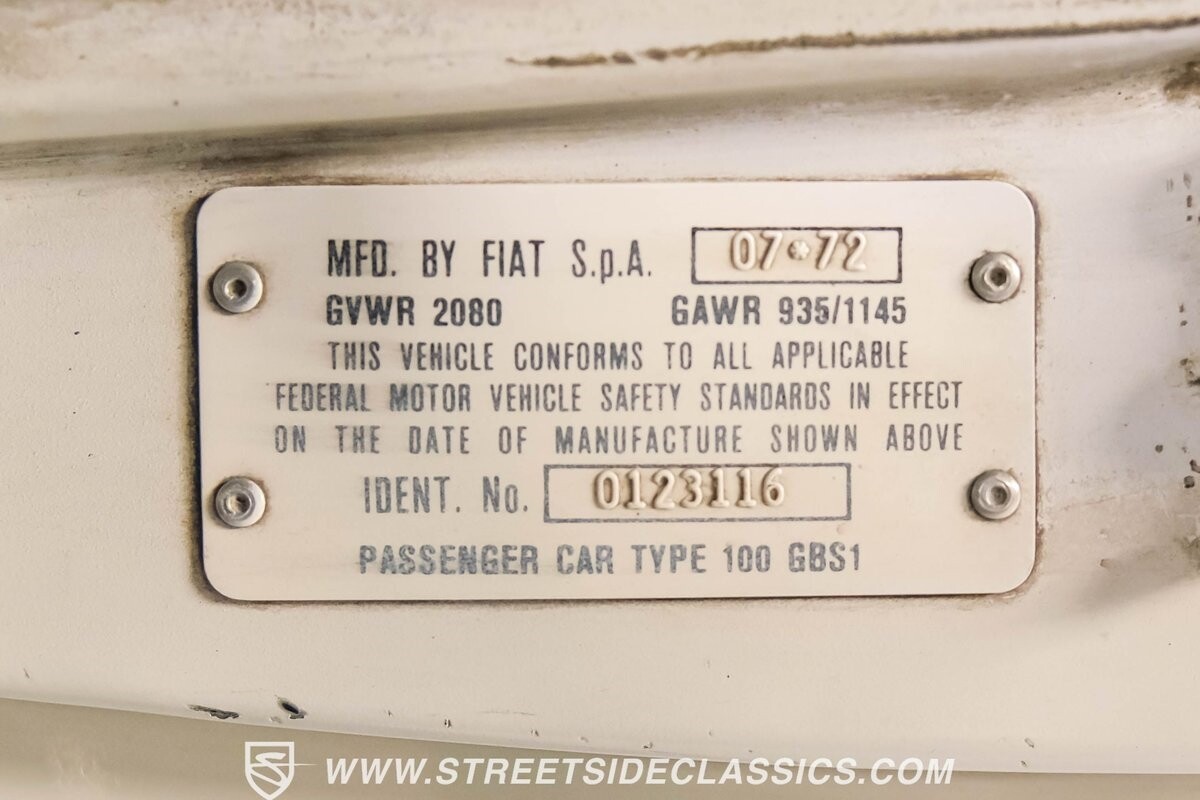 MFD. BY FIAT S.p.A. 07*72
GVWR 2080 GAWR 935/1145
THIS VEHICLE CONFORMS TO ALL APPLICABLE
FEDERAL MOTOR VEHICLE SAFETY STANDARDS IN EFFECT
ON THE DATE OF MANUFACTURE SHOWN ABOVE
IDENT. No. 0123116
PASSENGER CAR TYPE 100 GBS1
WWW.STREETSIDECLASSICS.COM